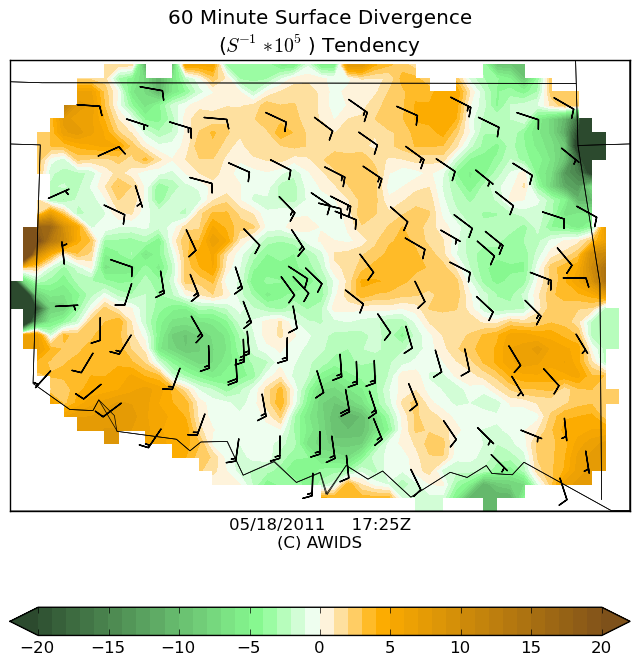 60 Minute Surface Divergence
(S⁻¹ * 10⁵ ) Tendency
05/18/2011 17:25Z
(C) AWIDS
−20 −15 −10 −5 0 5 10 15 20